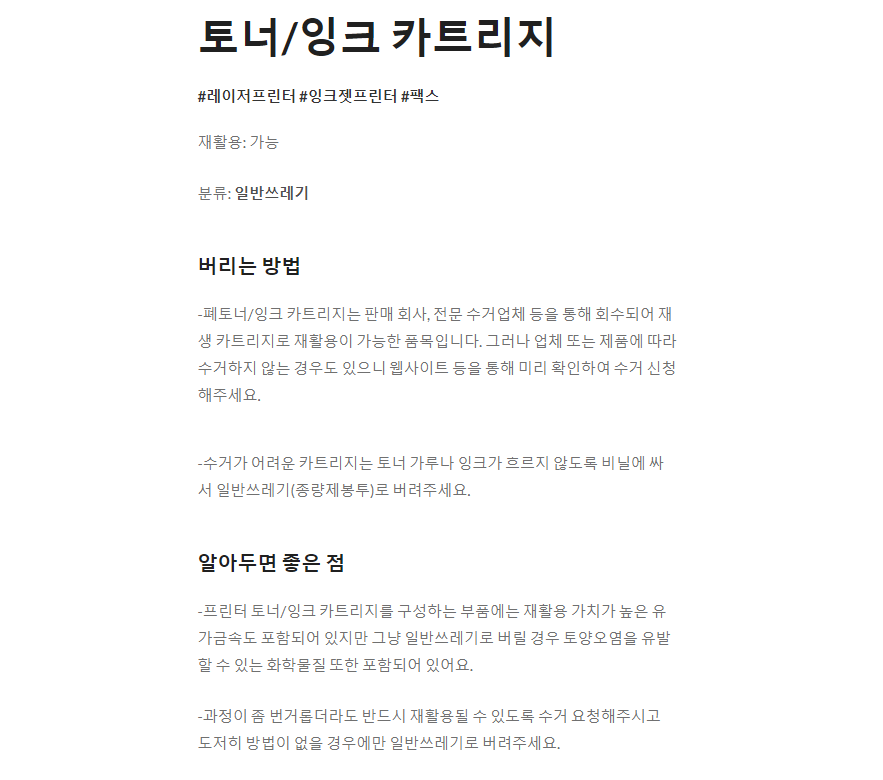 토너/잉크 카트리지
#레이저프린터 #잉크젯프린터 #팩스
재활용: 가능
분류: 일반쓰레기
버리는 방법
-폐토너/잉크 카트리지는 판매 회사, 전문 수거업체 등을 통해 회수되어 재
생 카트리지로 재활용이 가능한 품목입니다. 그러나 업체 또는 제품에 따라
수거하지 않는 경우도 있으니 웹사이트 등을 통해 미리 확인하여 수거 신청
해주세요.
-수거가 어려운 카트리지는 토너 가루나 잉크가 흐르지 않도록 비닐에 싸
서 일반쓰레기(종량제봉투)로 버려주세요.
알아두면 좋은 점
-프린터 토너/잉크 카트리지를 구성하는 부품에는 재활용 가치가 높은 유
가금속도 포함되어 있지만 그냥 일반쓰레기로 버릴 경우 토양오염을 유발
할 수 있는 화학물질 또한 포함되어 있어요.
-과정이 좀 번거롭더라도 반드시 재활용될 수 있도록 수거 요청해주시고
도저히 방법이 없을 경우에만 일반쓰레기로 버려주세요.